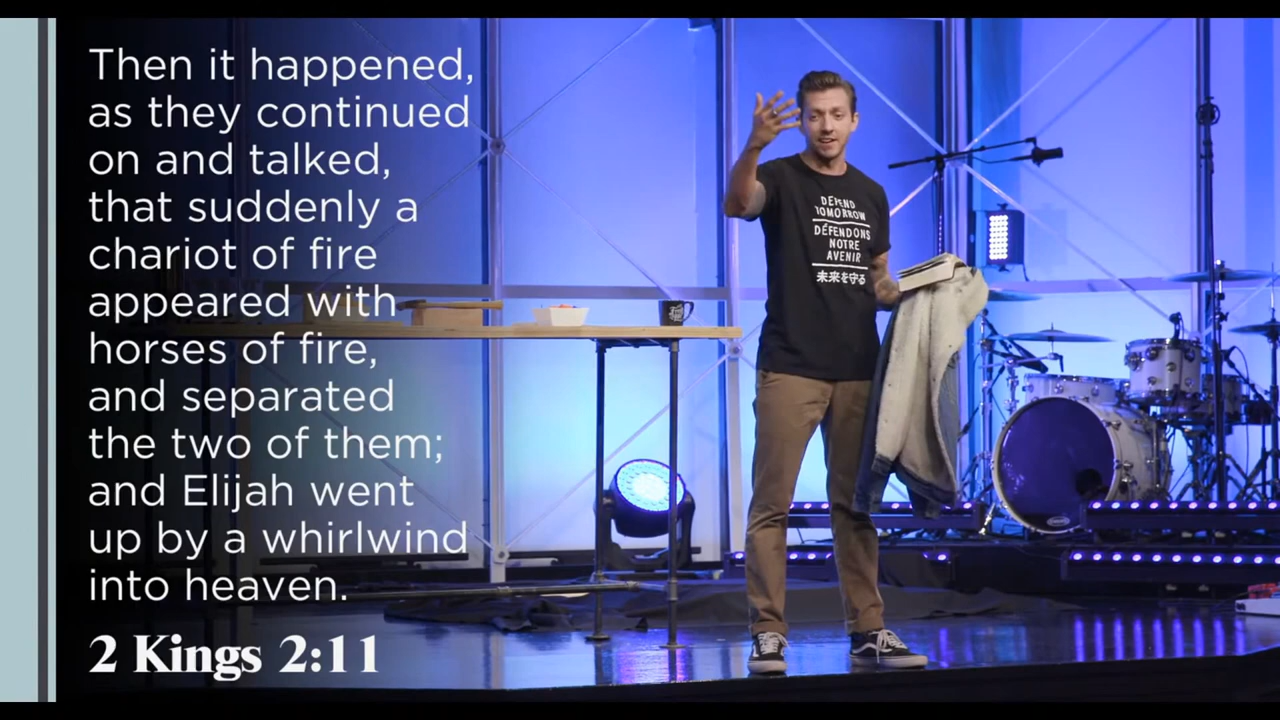 Then it happened,
as they continued
on and talked,
that suddenly a
chariot of fire
appeared with
horses of fire,
and separated
the two of them;
and Elijah went
up by a whirlwind
into heaven.
2 Kings 2:11
DEFEND
TOMORROW
DÉFENDONS
NOTRE
AVENIR
未来を守る